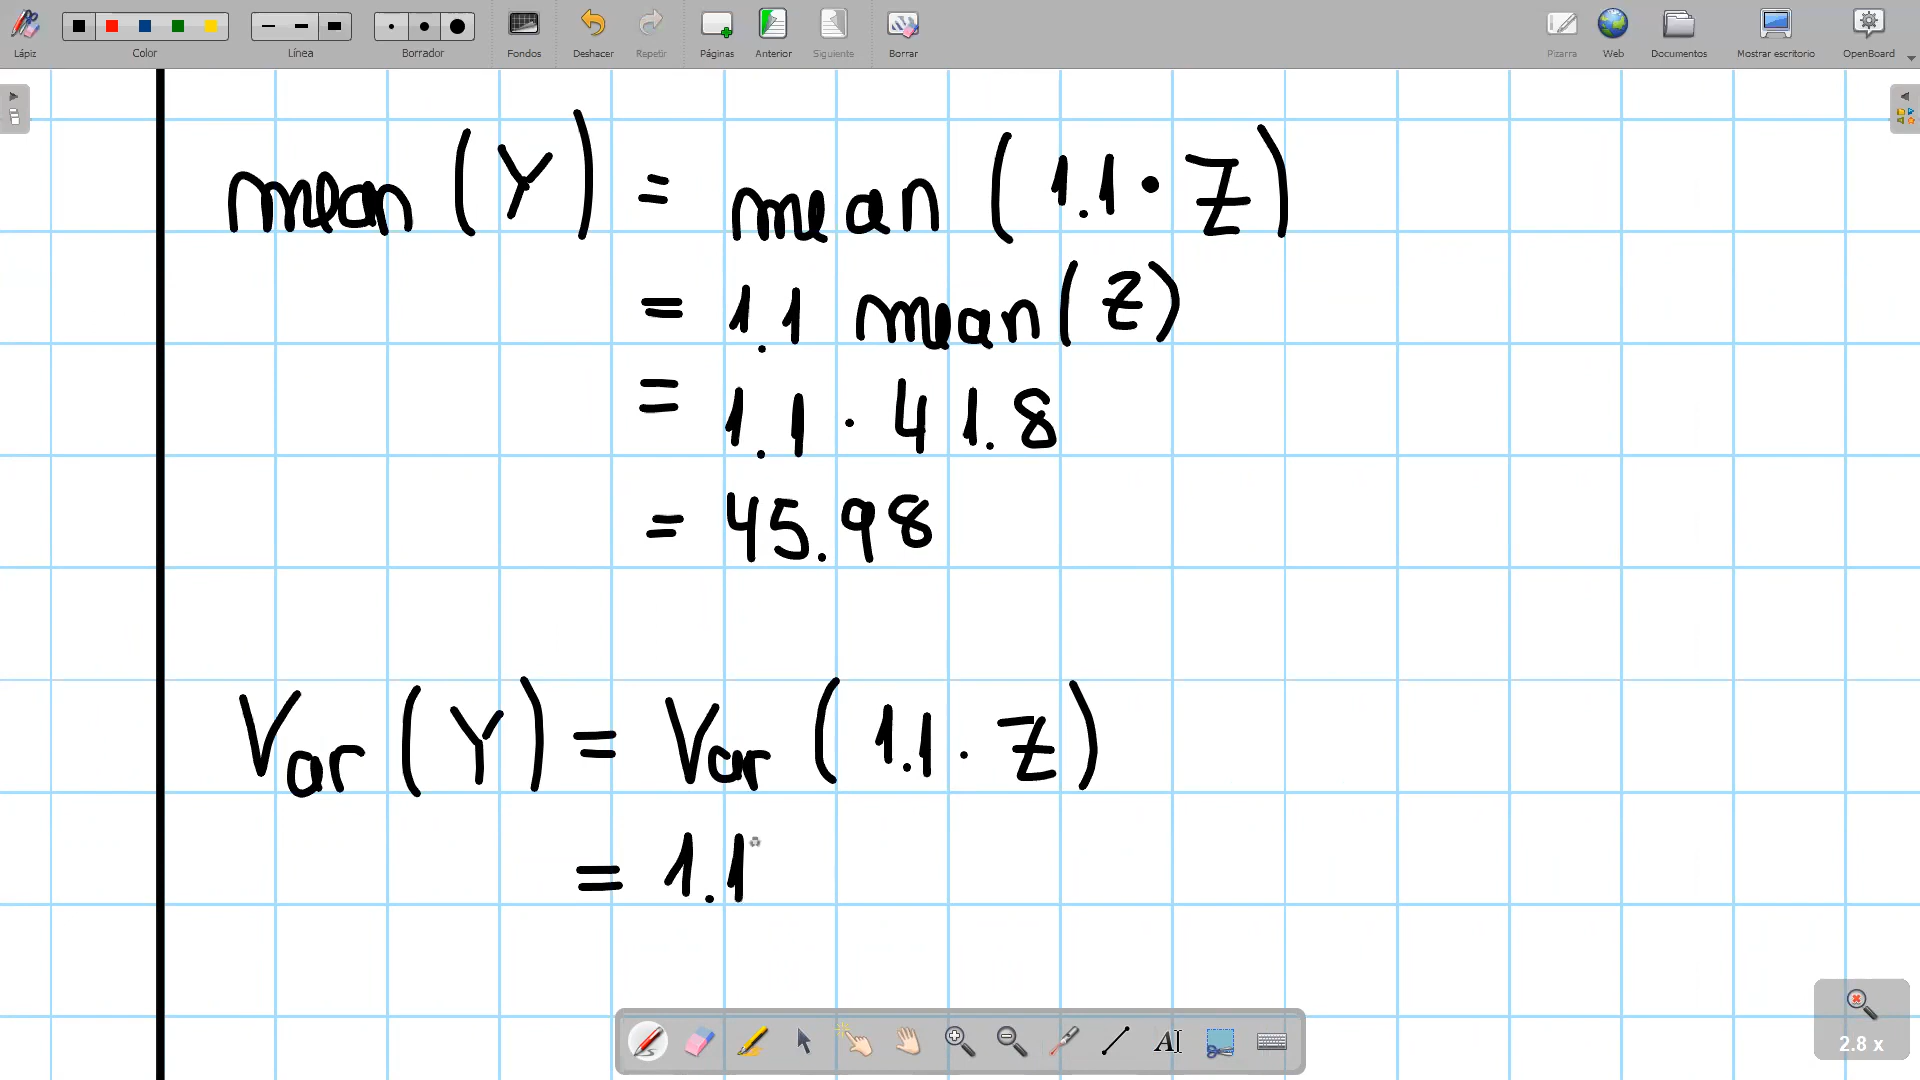 Lápiz Color Línea Borrador Fondos Deshacer Repetir Páginas Anterior Siguiente Borrar Pizarra Web Documentos Mostrar escritorio OpenBoard
mean (Y) = mean (1.1 · Z)
= 1.1 mean (Z)
= 1.1 · 41.8
= 45.98
Var (Y) = Var (1.1 · Z)
= 1.1
AI
2.8 x